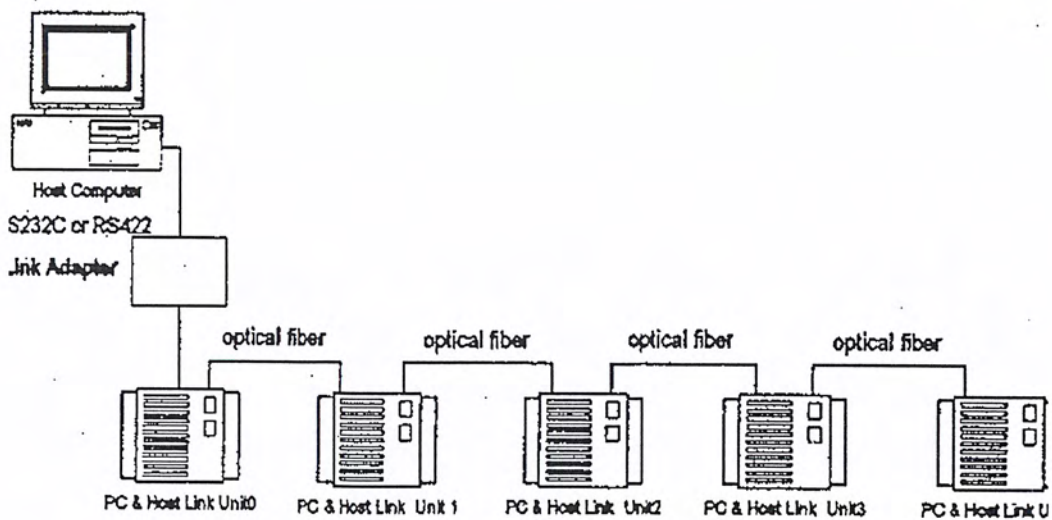 Host Computer
S232C or RS422
ink Adapter
optical fiber
optical fiber
optical fiber
optical fiber
PC & Host Link Unit0
PC & Host Link Unit 1
PC & Host Link Unit2
PC & Host Link Unit3
PC & Host Link U